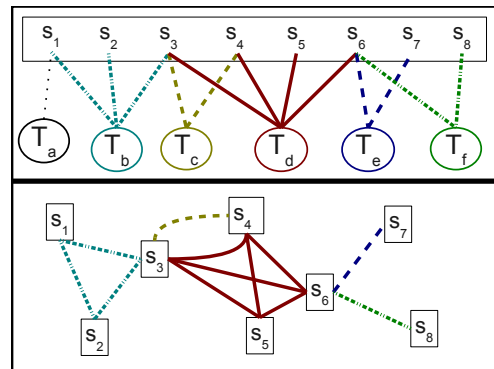 s1 s2 s3 s4 s5 s6 s7 s8
Ta Tb Tc Td Te Tf
s1
s2
s3
s4
s5
s6
s7
s8